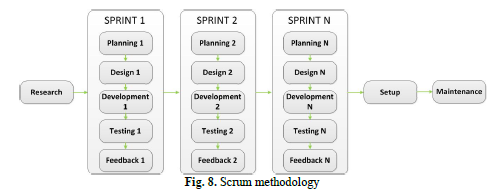 SPRINT 1
SPRINT 2
SPRINT N
Planning 1
Planning 2
Planning N
Design 1
Design 2
Design N
Research
Development
1
Development
2
Development
N
Setup
Maintenance
Testing 1
Testing 2
Testing N
Feedback 1
Feedback 2
Feedback N
Fig. 8. Scrum methodology